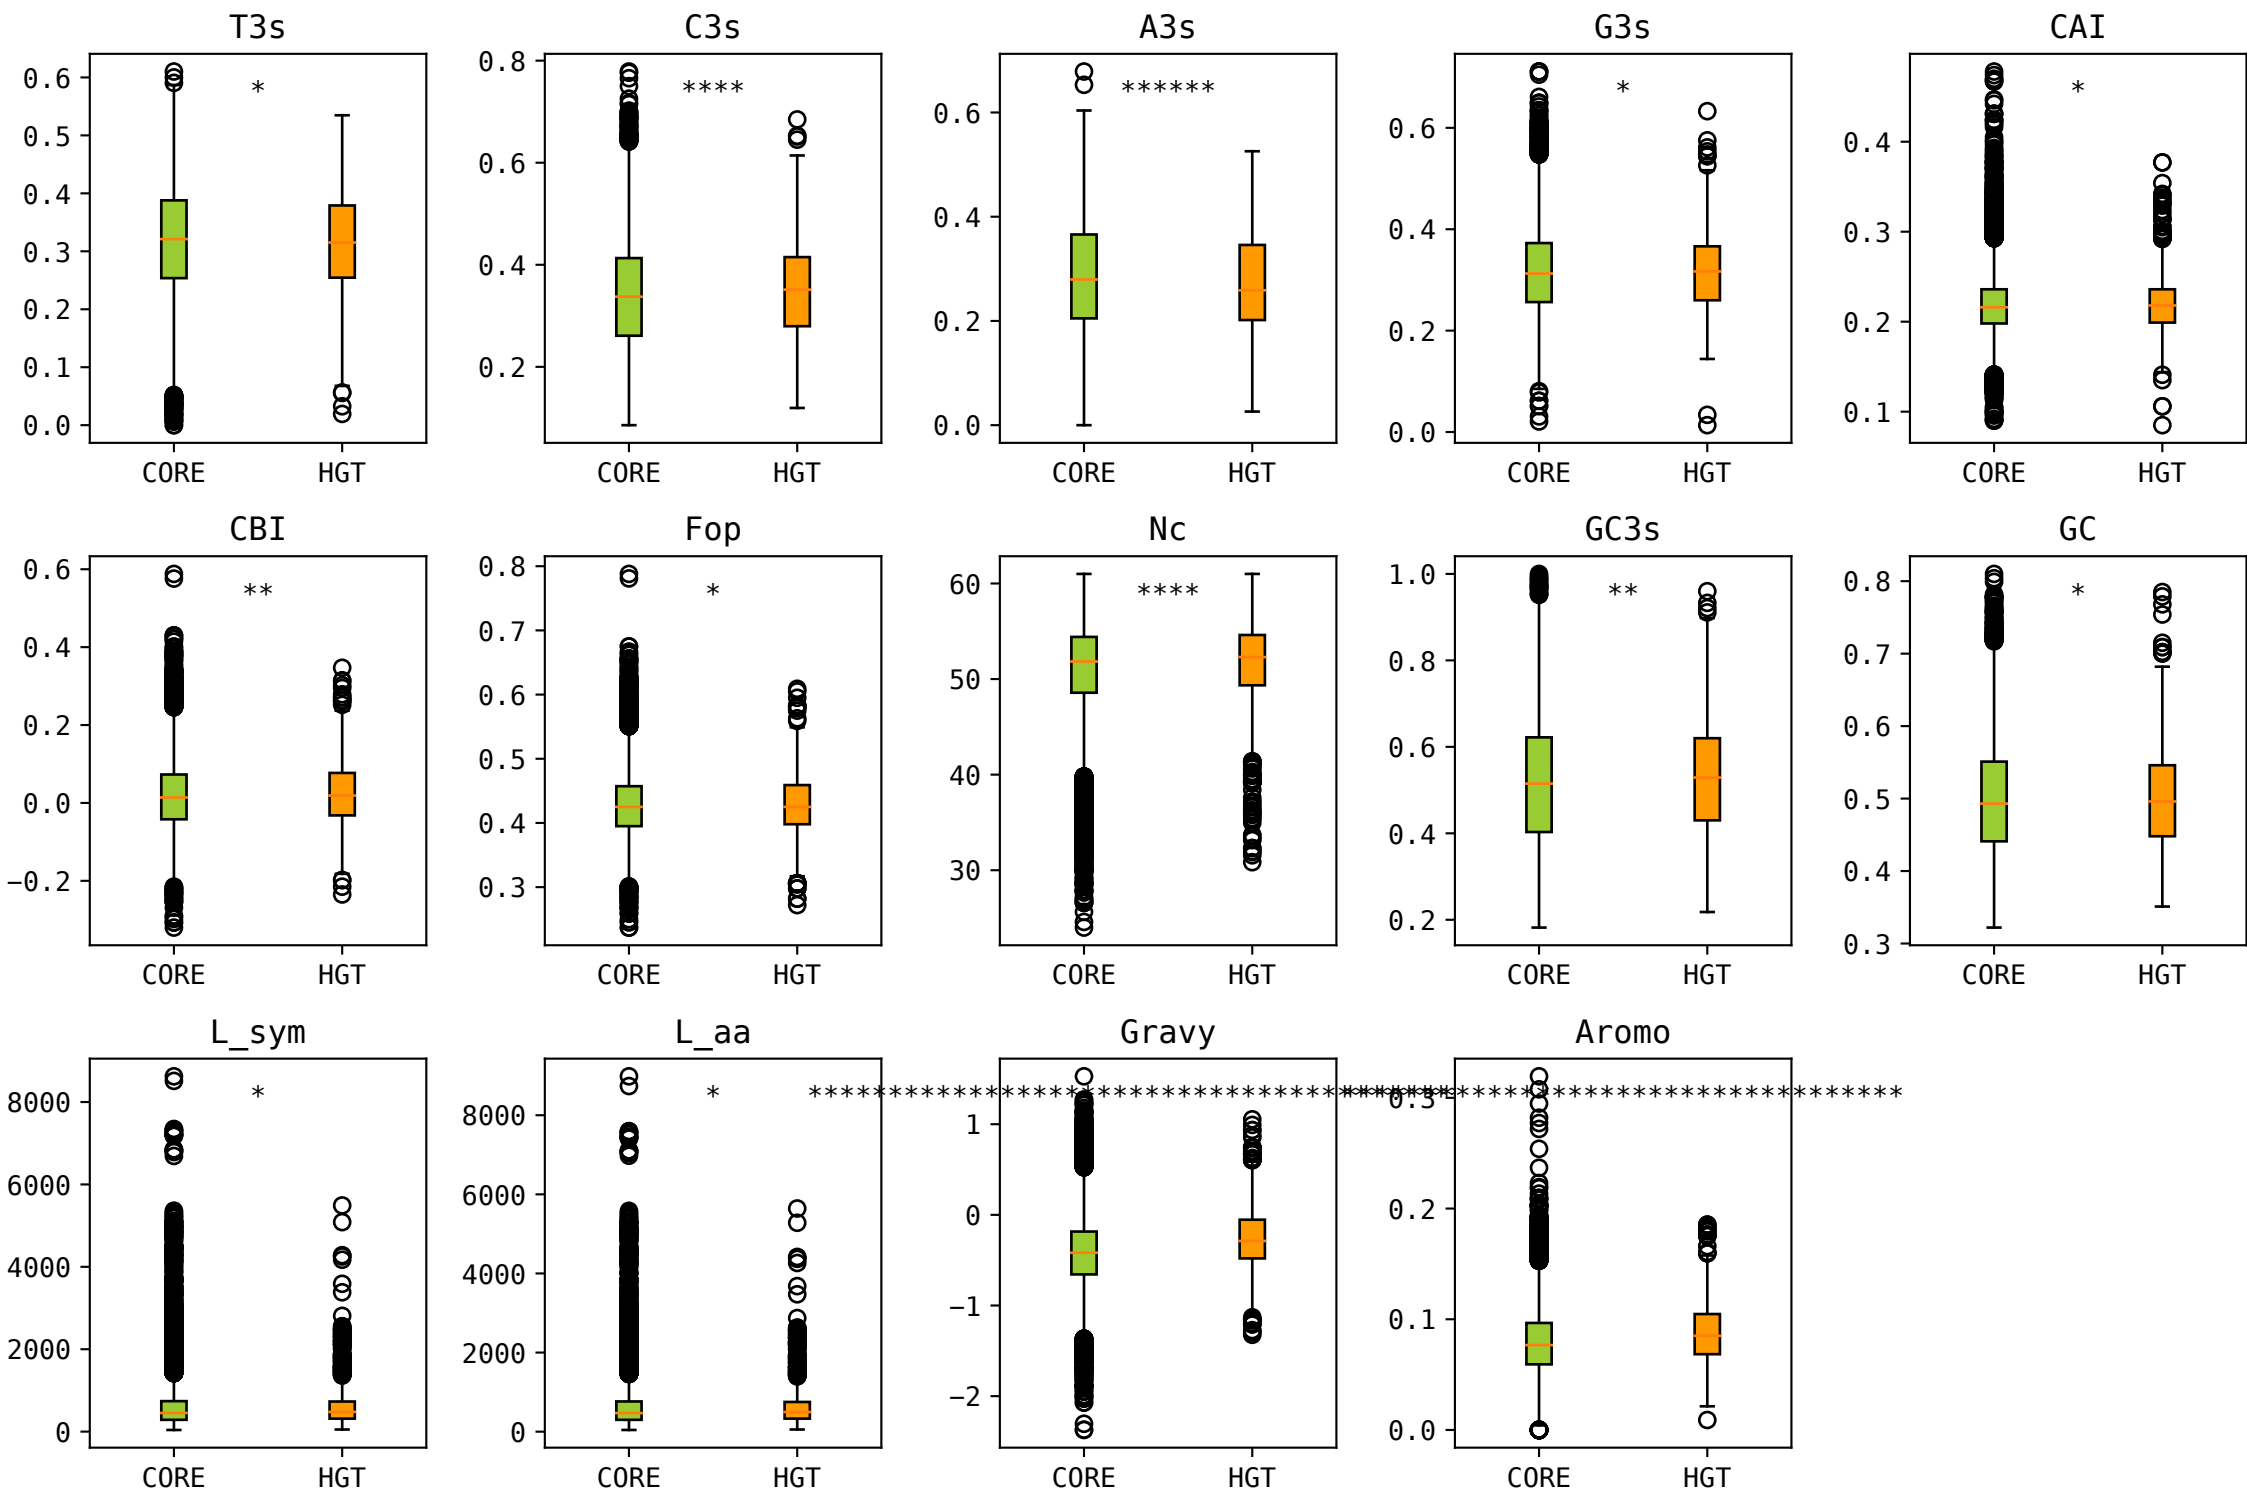 T3s
*
0.6
0.5
0.4
0.3
0.2
0.1
0.0
CORE HGT
C3s
****
0.8
0.6
0.4
0.2
CORE HGT
A3s
******
0.6
0.4
0.2
0.0
CORE HGT
G3s
*
0.6
0.4
0.2
0.0
CORE HGT
CAI
*
0.4
0.3
0.2
0.1
CORE HGT
CBI
**
0.6
0.4
0.2
0.0
−0.2
CORE HGT
Fop
*
0.8
0.7
0.6
0.5
0.4
0.3
CORE HGT
Nc
****
60
50
40
30
CORE HGT
GC3s
**
1.0
0.8
0.6
0.4
0.2
CORE HGT
GC
*
0.8
0.7
0.6
0.5
0.4
0.3
CORE HGT
L_sym
*
8000
6000
4000
2000
0
CORE HGT
L_aa
*
8000
6000
4000
2000
0
CORE HGT
Gravy
1
0
−1
−2
CORE HGT
Aromo
0.3
0.2
0.1
0.0
CORE HGT